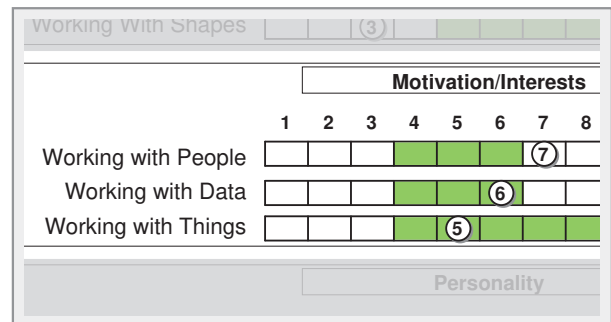 Working With Shapes 3
Motivation/Interests
1 2 3 4 5 6 7 8
Working with People 7
Working with Data 6
Working with Things 5
Personality